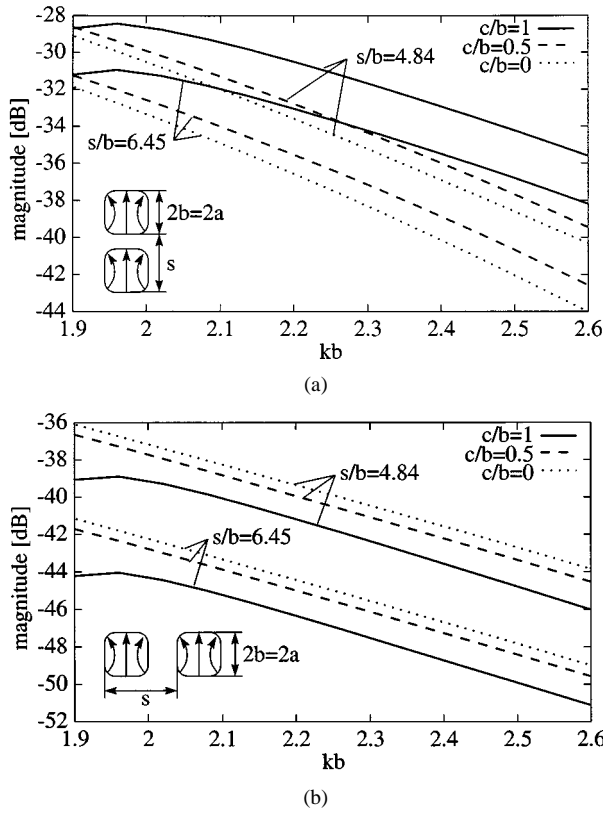 -28
-30
-32
-34
-36
-38
-40
-42
-44
magnitude [dB]
c/b=1
c/b=0.5
c/b=0
s/b=4.84
s/b=6.45
2b=2a
s
1.9 2 2.1 2.2 2.3 2.4 2.5 2.6
kb
(a)
-36
-38
-40
-42
-44
-46
-48
-50
-52
magnitude [dB]
c/b=1
c/b=0.5
c/b=0
s/b=4.84
s/b=6.45
2b=2a
s
1.9 2 2.1 2.2 2.3 2.4 2.5 2.6
kb
(b)